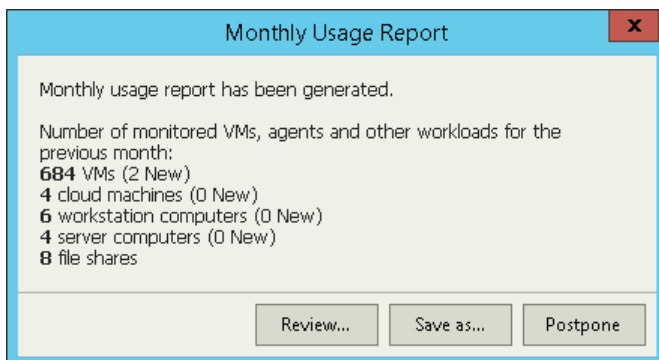 Monthly Usage Report
x
Monthly usage report has been generated.
Number of monitored VMs, agents and other workloads for the
previous month:
684 VMs (2 New)
4 cloud machines (0 New)
6 workstation computers (0 New)
4 server computers (0 New)
8 file shares
Review...
Save as...
Postpone